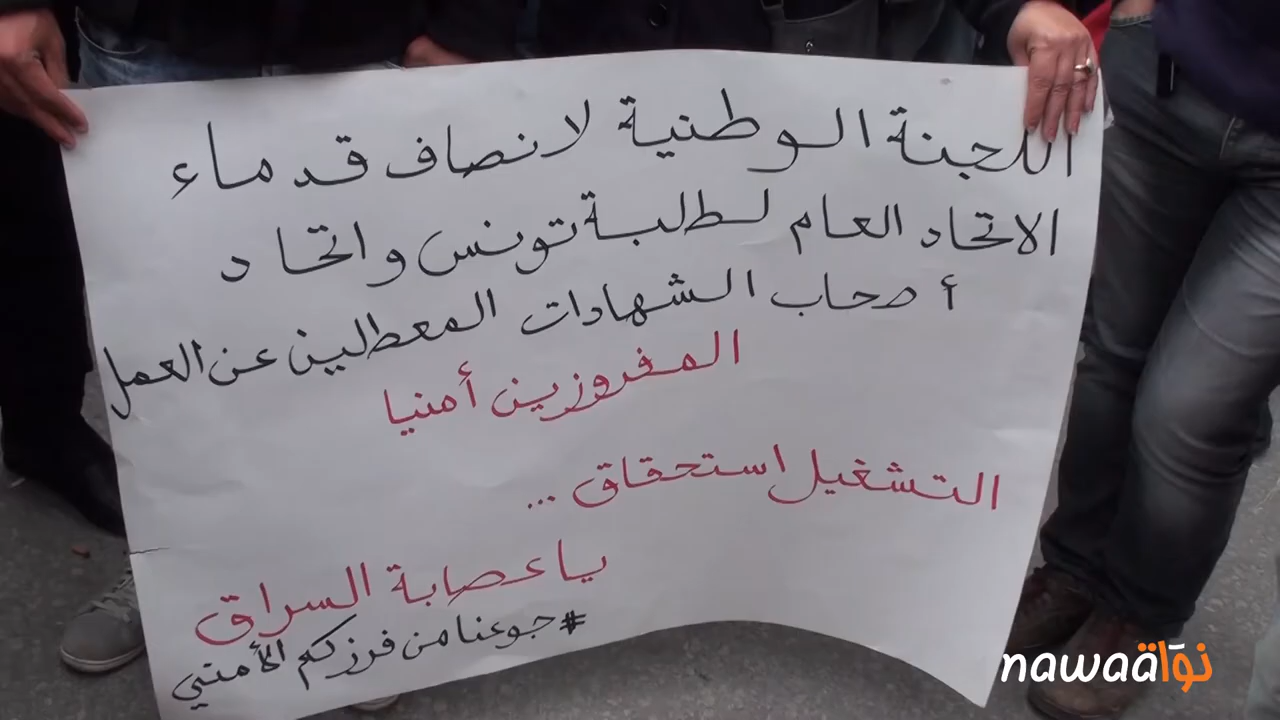 اللجنة الوطنية لانصاف قدماء
الاتحاد العام لطلبة تونس واتحاد
أصحاب الشهادات المعطلين عن العمل
المفروزين أمنيا
التشغيل استحقاق ...
يا عصابة السراق
#جوعنا من فرزكم الأمني
nawaat نواة